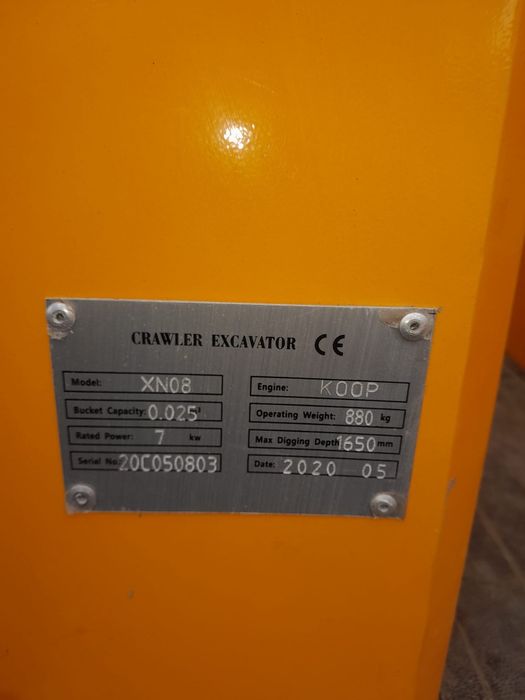 CRAWLER EXCAVATOR CE
Model: XN08
Engine: KOOP
Bucket Capacity: 0.025³
Operating Weight: 880 kg
Rated Power: 7 kw
Max Digging Depth 1650 mm
Serial No: 20C050803
Date: 2020 05